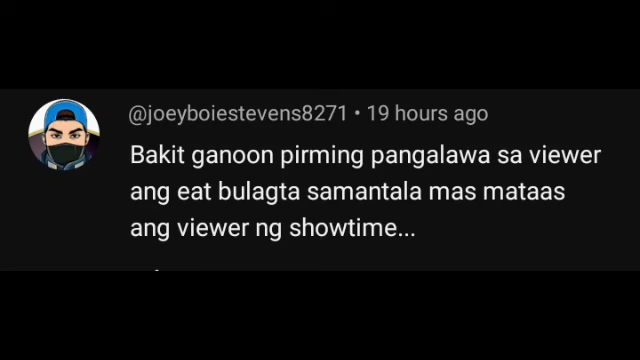 @joeyboiestevens8271 • 19 hours ago
Bakit ganoon pirming pangalawa sa viewer
ang eat bulagta samantala mas mataas
ang viewer ng showtime...